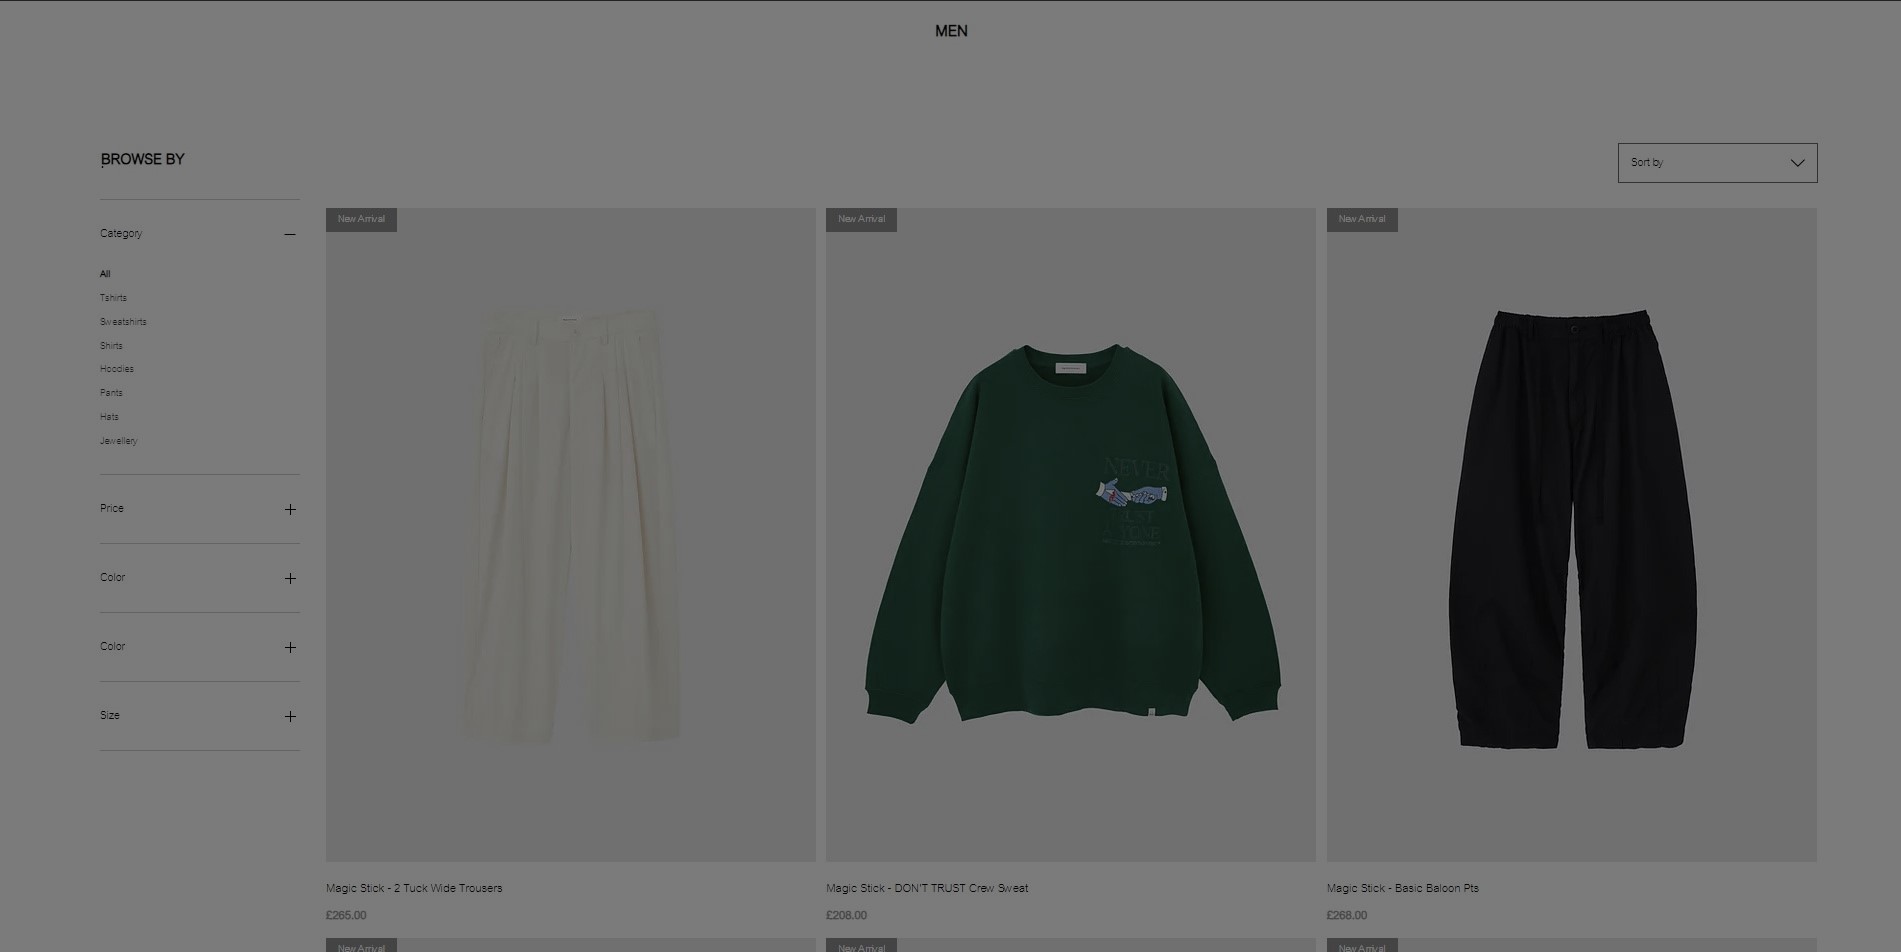 MEN
BROWSE BY
Sort by
Category
All
Tshirts
Sweatshirts
Shirts
Hoodies
Pants
Hats
Jewellery
Price
Color
Color
Size
New Arrival
New Arrival
New Arrival
NEVER
Magic Stick - 2 Tuck Wide Trousers
£265.00
Magic Stick - DON'T TRUST Crew Sweat
£208.00
Magic Stick - Basic Baloon Pts
£268.00
New Arrival
New Arrival
New Arrival